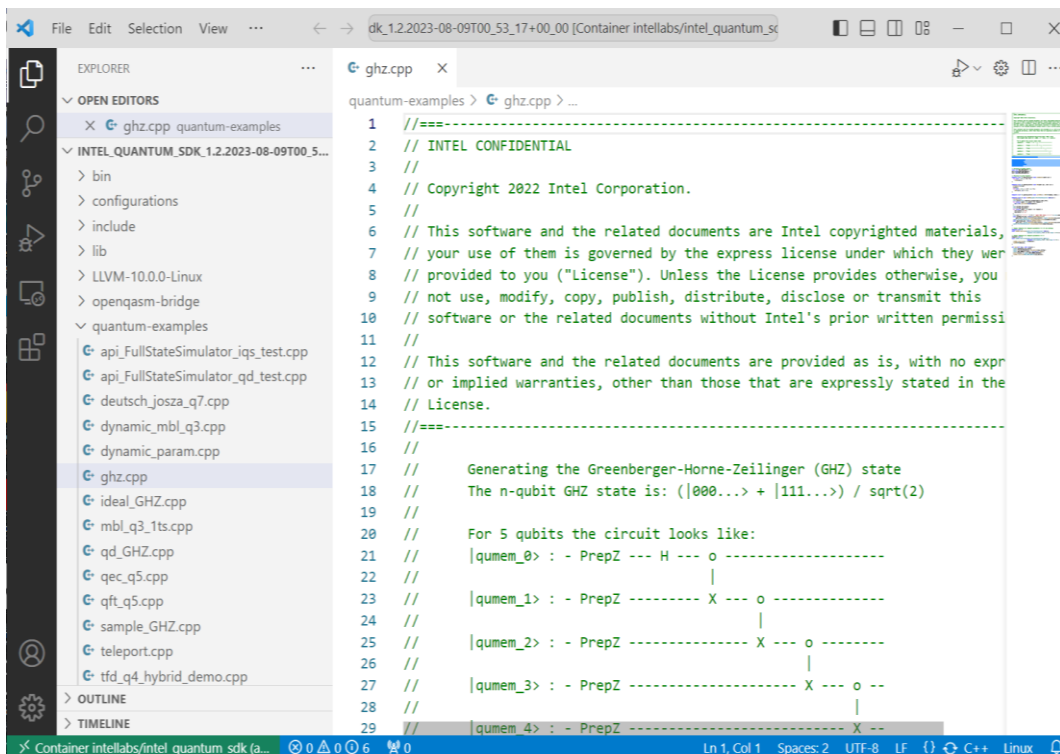 File Edit Selection View ... dk_1.2.2023-08-09T00_53_17+00_00 [Container intellabs/intel_quantum_sc
EXPLORER ...
OPEN EDITORS
ghz.cpp quantum-examples
INTEL_QUANTUM_SDK_1.2.2023-08-09T00_5...
bin
configurations
include
lib
LLVM-10.0.0-Linux
openqasm-bridge
quantum-examples
api_FullStateSimulator_iqs_test.cpp
api_FullStateSimulator_qd_test.cpp
deutsch_josza_q7.cpp
dynamic_mbl_q3.cpp
dynamic_param.cpp
ghz.cpp
ideal_GHZ.cpp
mbl_q3_1ts.cpp
qd_GHZ.cpp
qec_q5.cpp
qft_q5.cpp
sample_GHZ.cpp
teleport.cpp
tfd_q4_hybrid_demo.cpp
OUTLINE
TIMELINE
ghz.cpp
quantum-examples > ghz.cpp > ...
1 //===----------------------------------------------------------------------
2 // INTEL CONFIDENTIAL
3 //
4 // Copyright 2022 Intel Corporation.
5 //
6 // This software and the related documents are Intel copyrighted materials,
7 // your use of them is governed by the express license under which they wer
8 // provided to you ("License"). Unless the License provides otherwise, you
9 // not use, modify, copy, publish, distribute, disclose or transmit this
10 // software or the related documents without Intel's prior written permissi
11 //
12 // This software and the related documents are provided as is, with no expr
13 // or implied warranties, other than those that are expressly stated in the
14 // License.
15 //===----------------------------------------------------------------------
16 //
17 // Generating the Greenberger-Horne-Zeilinger (GHZ) state
18 // The n-qubit GHZ state is: (|000...> + |111...>) / sqrt(2)
19 //
20 // For 5 qubits the circuit looks like:
21 // |qumem_0> : - PrepZ --- H --- o --------------------
22 // |
23 // |qumem_1> : - PrepZ --------- X --- o --------------
24 // |
25 // |qumem_2> : - PrepZ --------------- X --- o --------
26 // |
27 // |qumem_3> : - PrepZ --------------------- X --- o --
28 // |
29 // |qumem_4> : - PrepZ --------------------------- X --
Container intellabs/intel_quantum_sdk (a... 0 0 6 0 Ln 1, Col 1 Spaces: 2 UTF-8 LF {} C++ Linux